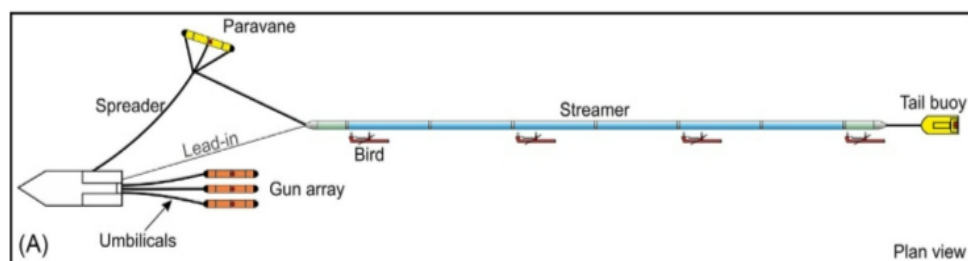 Paravane
Spreader
Streamer
Tail buoy
Lead-in
Bird
Gun array
Umbilicals
(A)
Plan view